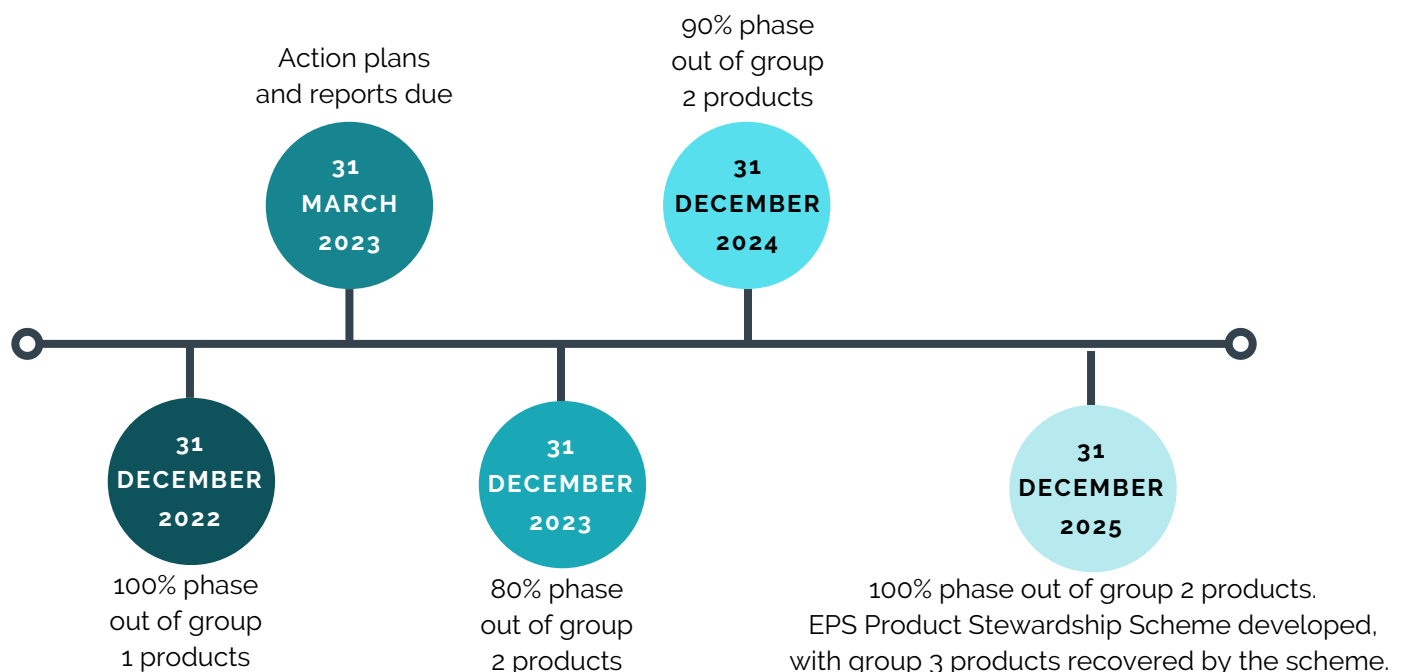 Action plans
and reports due
31
MARCH
2023
90% phase
out of group
2 products
31
DECEMBER
2024
31
DECEMBER
2022
100% phase
out of group
1 products
31
DECEMBER
2023
80% phase
out of group
2 products
31
DECEMBER
2025
100% phase out of group 2 products.
EPS Product Stewardship Scheme developed,
with group 3 products recovered by the scheme.